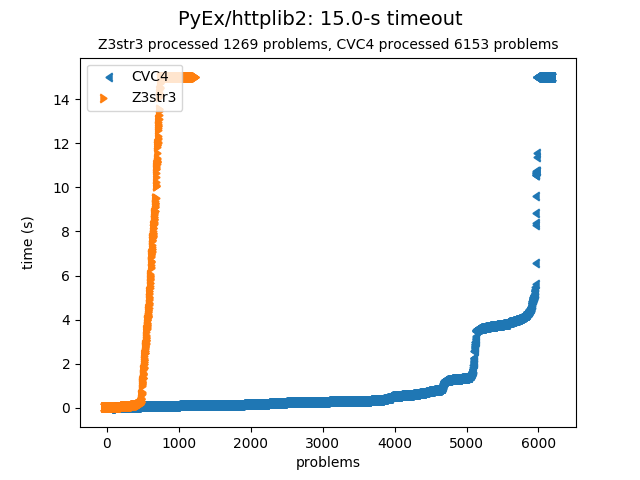 PyEx/httplib2: 15.0-s timeout
Z3str3 processed 1269 problems, CVC4 processed 6153 problems
CVC4
Z3str3
14
12
10
8
6
4
2
0
time (s)
0 1000 2000 3000 4000 5000 6000
problems